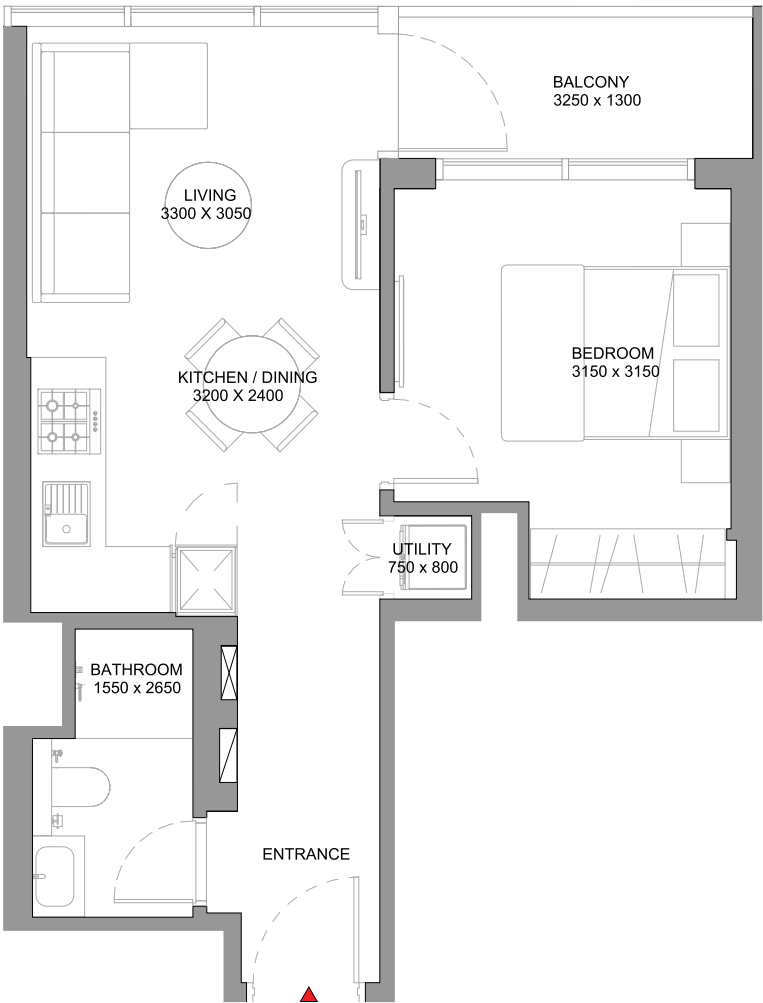 BALCONY
3250 x 1300
LIVING
3300 X 3050
BEDROOM
3150 x 3150
KITCHEN / DINING
3200 X 2400
UTILITY
750 x 800
BATHROOM
1550 x 2650
ENTRANCE